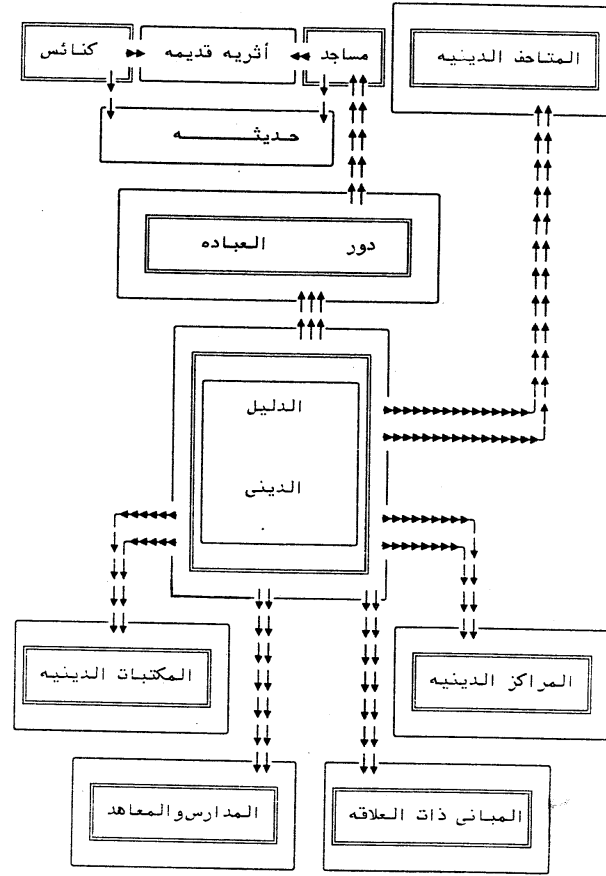 المتاحف الدينيه
مساجد
أثريه قديمه
كنائس
حديثـــــــه
دور العباده
الدليل
الدينى
المكتبات الدينيه
المراكز الدينيه
المدارس والمعاهد
المبانى ذات العلاقه